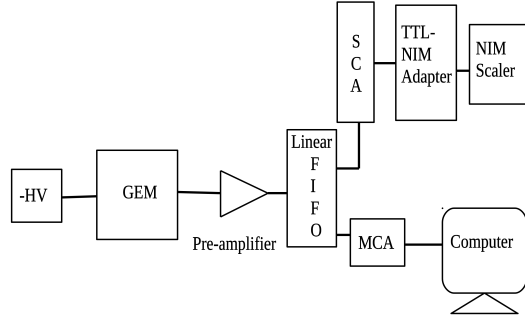 -HV
GEM
Pre-amplifier
Linear
F
I
F
O
S
C
A
TTL-
NIM
Adapter
NIM
Scaler
MCA
Computer